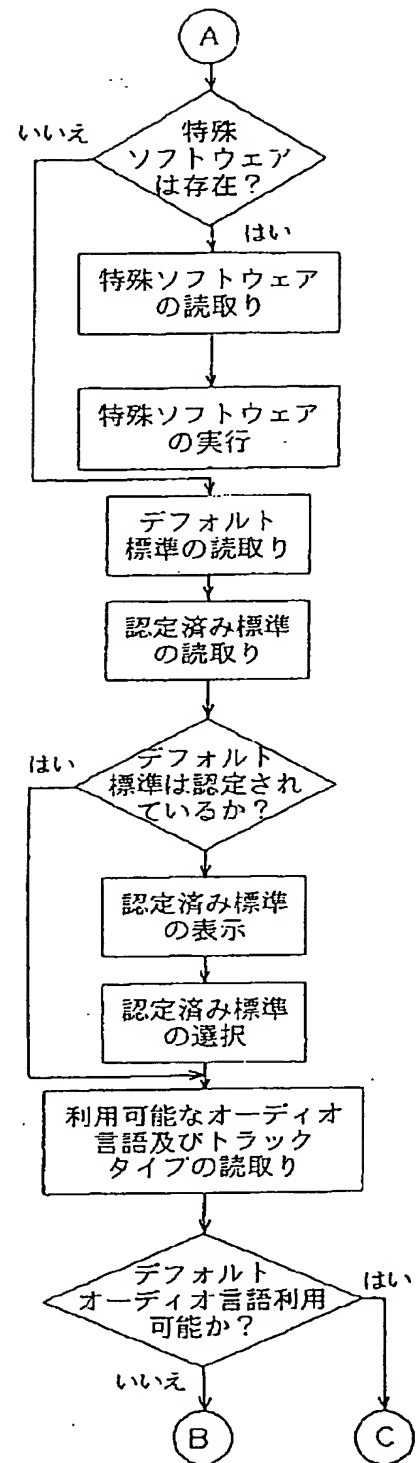 A
特殊
ソフトウェア
は存在？
いいえ
はい
特殊ソフトウェア
の読取り
特殊ソフトウェア
の実行
デフォルト
標準の読取り
認定済み標準
の読取り
デフォルト
標準は認定され
ているか？
はい
認定済み標準
の表示
認定済み標準
の選択
利用可能なオーディオ
言語及びトラック
タイプの読取り
デフォルト
オーディオ言語利用
可能か？
はい
いいえ
B
C